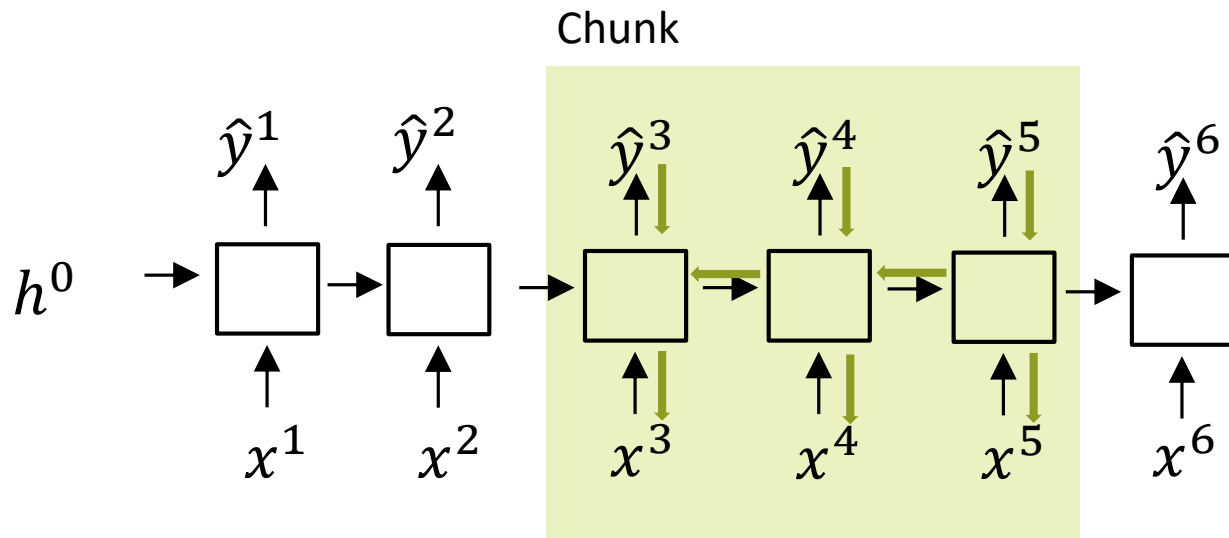 Chunk
ŷ¹ ŷ² ŷ³ ŷ⁴ ŷ⁵ ŷ⁶
h⁰
x¹ x² x³ x⁴ x⁵ x⁶